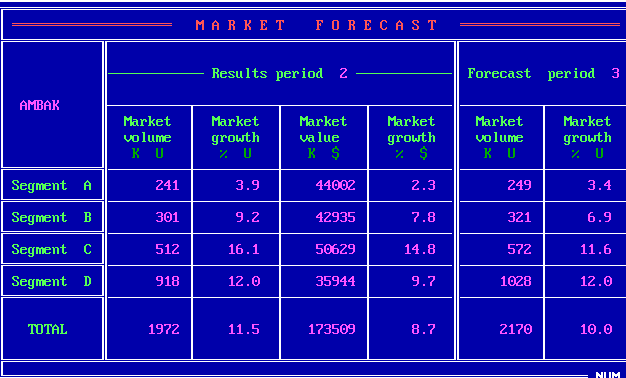 MARKET FORECAST
Results period 2 Forecast period 3
AMBAK
Market Market Market Market Market Market
volume growth value growth volume growth
K U % U K $ % $ K U % U
Segment A 241 3.9 44002 2.3 249 3.4
Segment B 301 9.2 42935 7.8 321 6.9
Segment C 512 16.1 50629 14.8 572 11.6
Segment D 918 12.0 35944 9.7 1028 12.0
TOTAL 1972 11.5 173509 8.7 2170 10.0
NUM